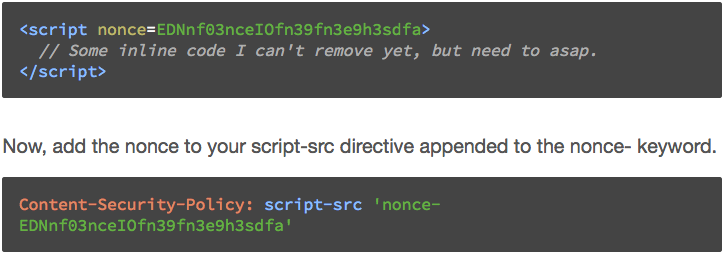 <script nonce=EDNnf03nceIOfn39fn3e9h3sdfa>
// Some inline code I can't remove yet, but need to asap.
</script>
Now, add the nonce to your script-src directive appended to the nonce- keyword.
Content-Security-Policy: script-src 'nonce-
EDNnf03nceIOfn39fn3e9h3sdfa'